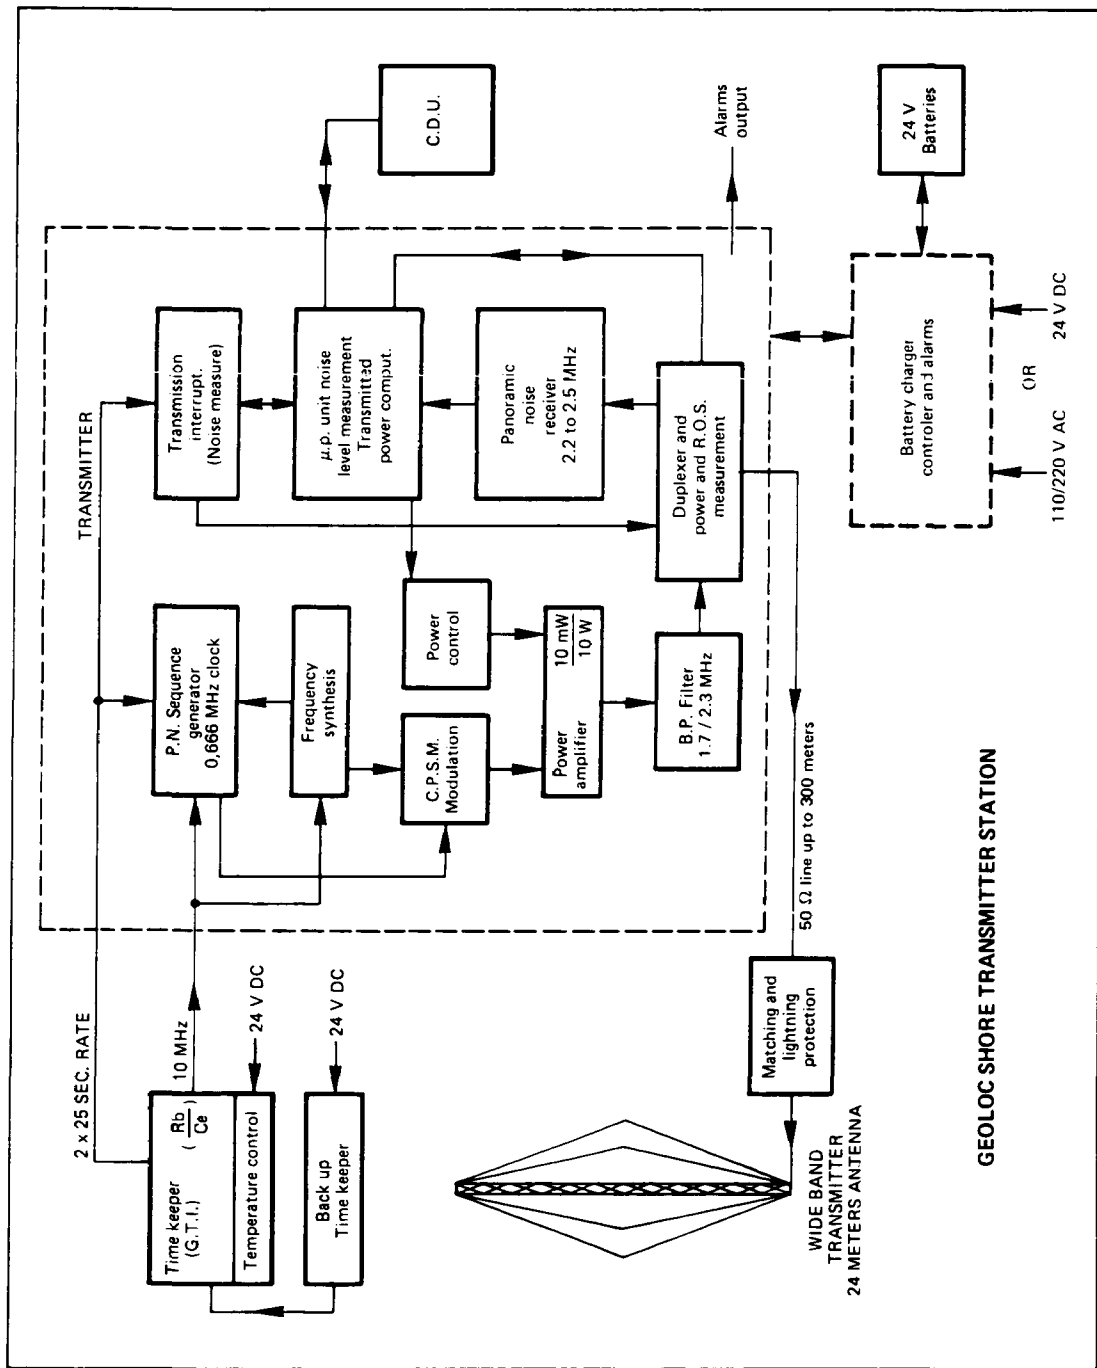 2 x 25 SEC. RATE
TRANSMITTER
Time keeper
(G.T.I.)
( Rb
Ce )
Temperature control
10 MHz
24 V DC
Back up
Time keeper
24 V DC
P.N. Sequence
generator
0,666 MHz clock
Transmission
interrupt.
(Noise measure)
Frequency
synthesis
μ.p. unit noise
level measurement
Transmitted
power comput.
C.D.U.
C.P.S.M.
Modulation
Power
control
Panoramic
noise
receiver
2.2 to 2.5 MHz
Power
amplifier
10 mW
10 W
B.P. Filter
1.7 / 2.3 MHz
Duplexer and
power and R.O.S.
measurement
Alarms
output
50 Ω line up to 300 meters
Matching and
lightning
protection
WIDE BAND
TRANSMITTER
24 METERS ANTENNA
24 V
Batteries
Battery charger
controler and alarms
110/220 V AC
OR
24 V DC
GEOLOC SHORE TRANSMITTER STATION